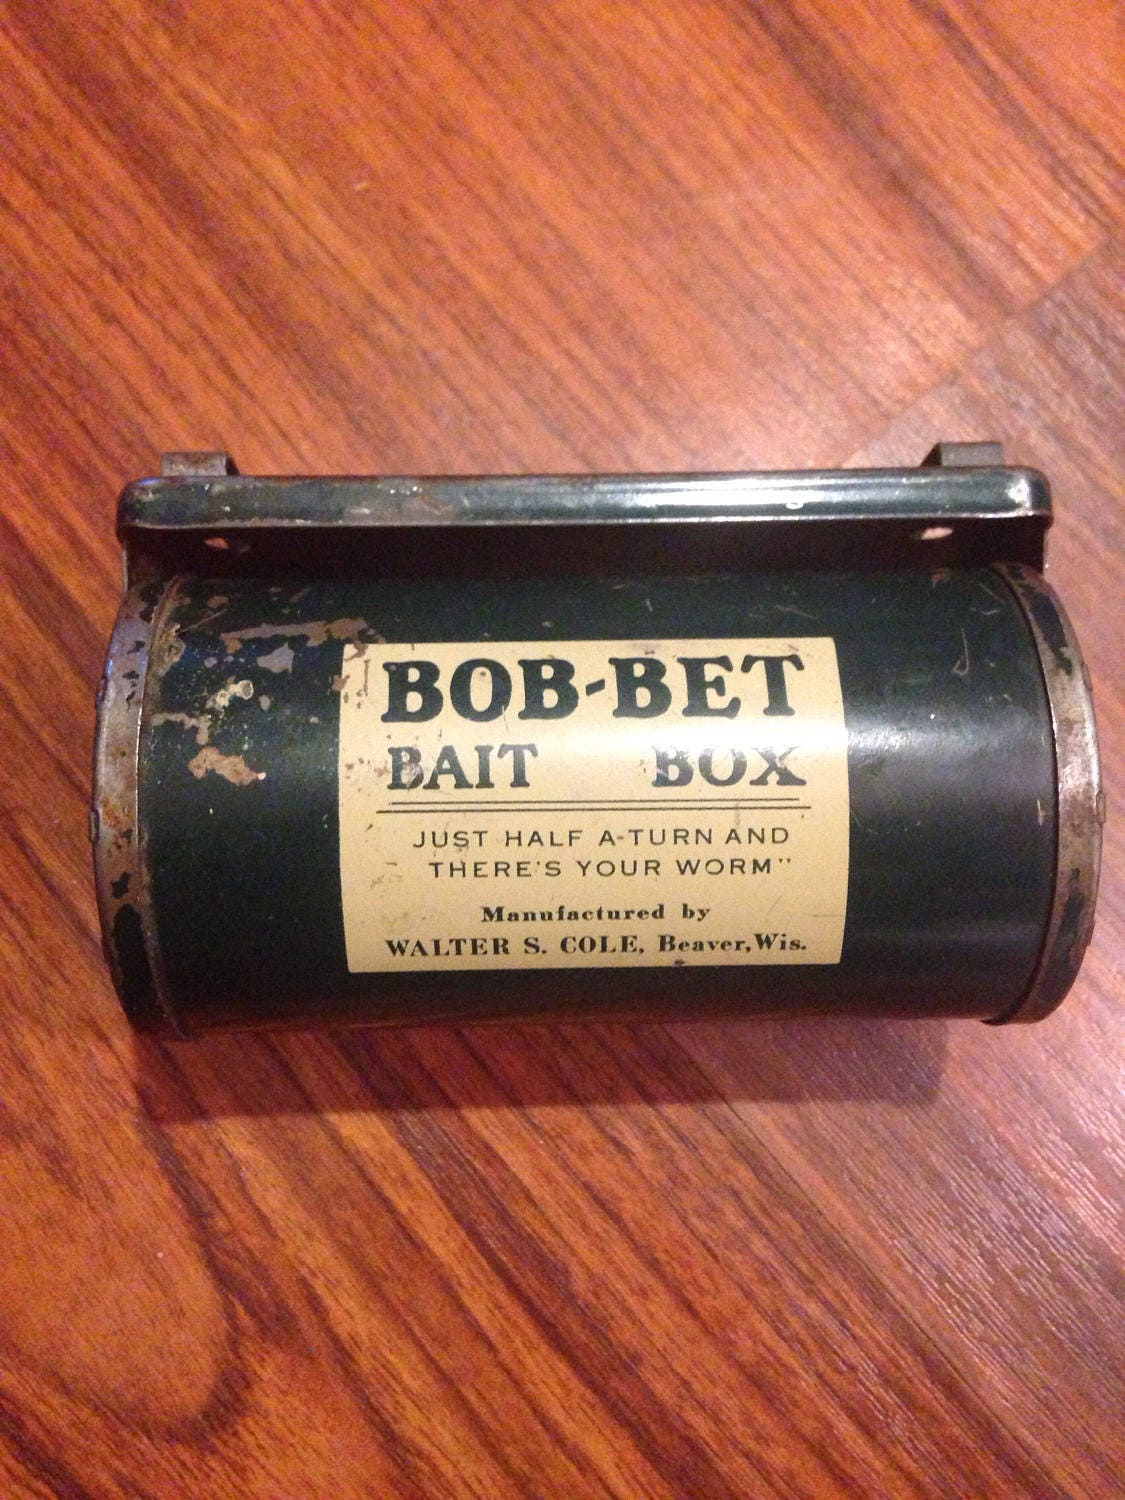 BOB-BET
BAIT BOX
JUST HALF A-TURN AND
THERE'S YOUR WORM"
Manufactured by
WALTER S. COLE, Beaver, Wis.